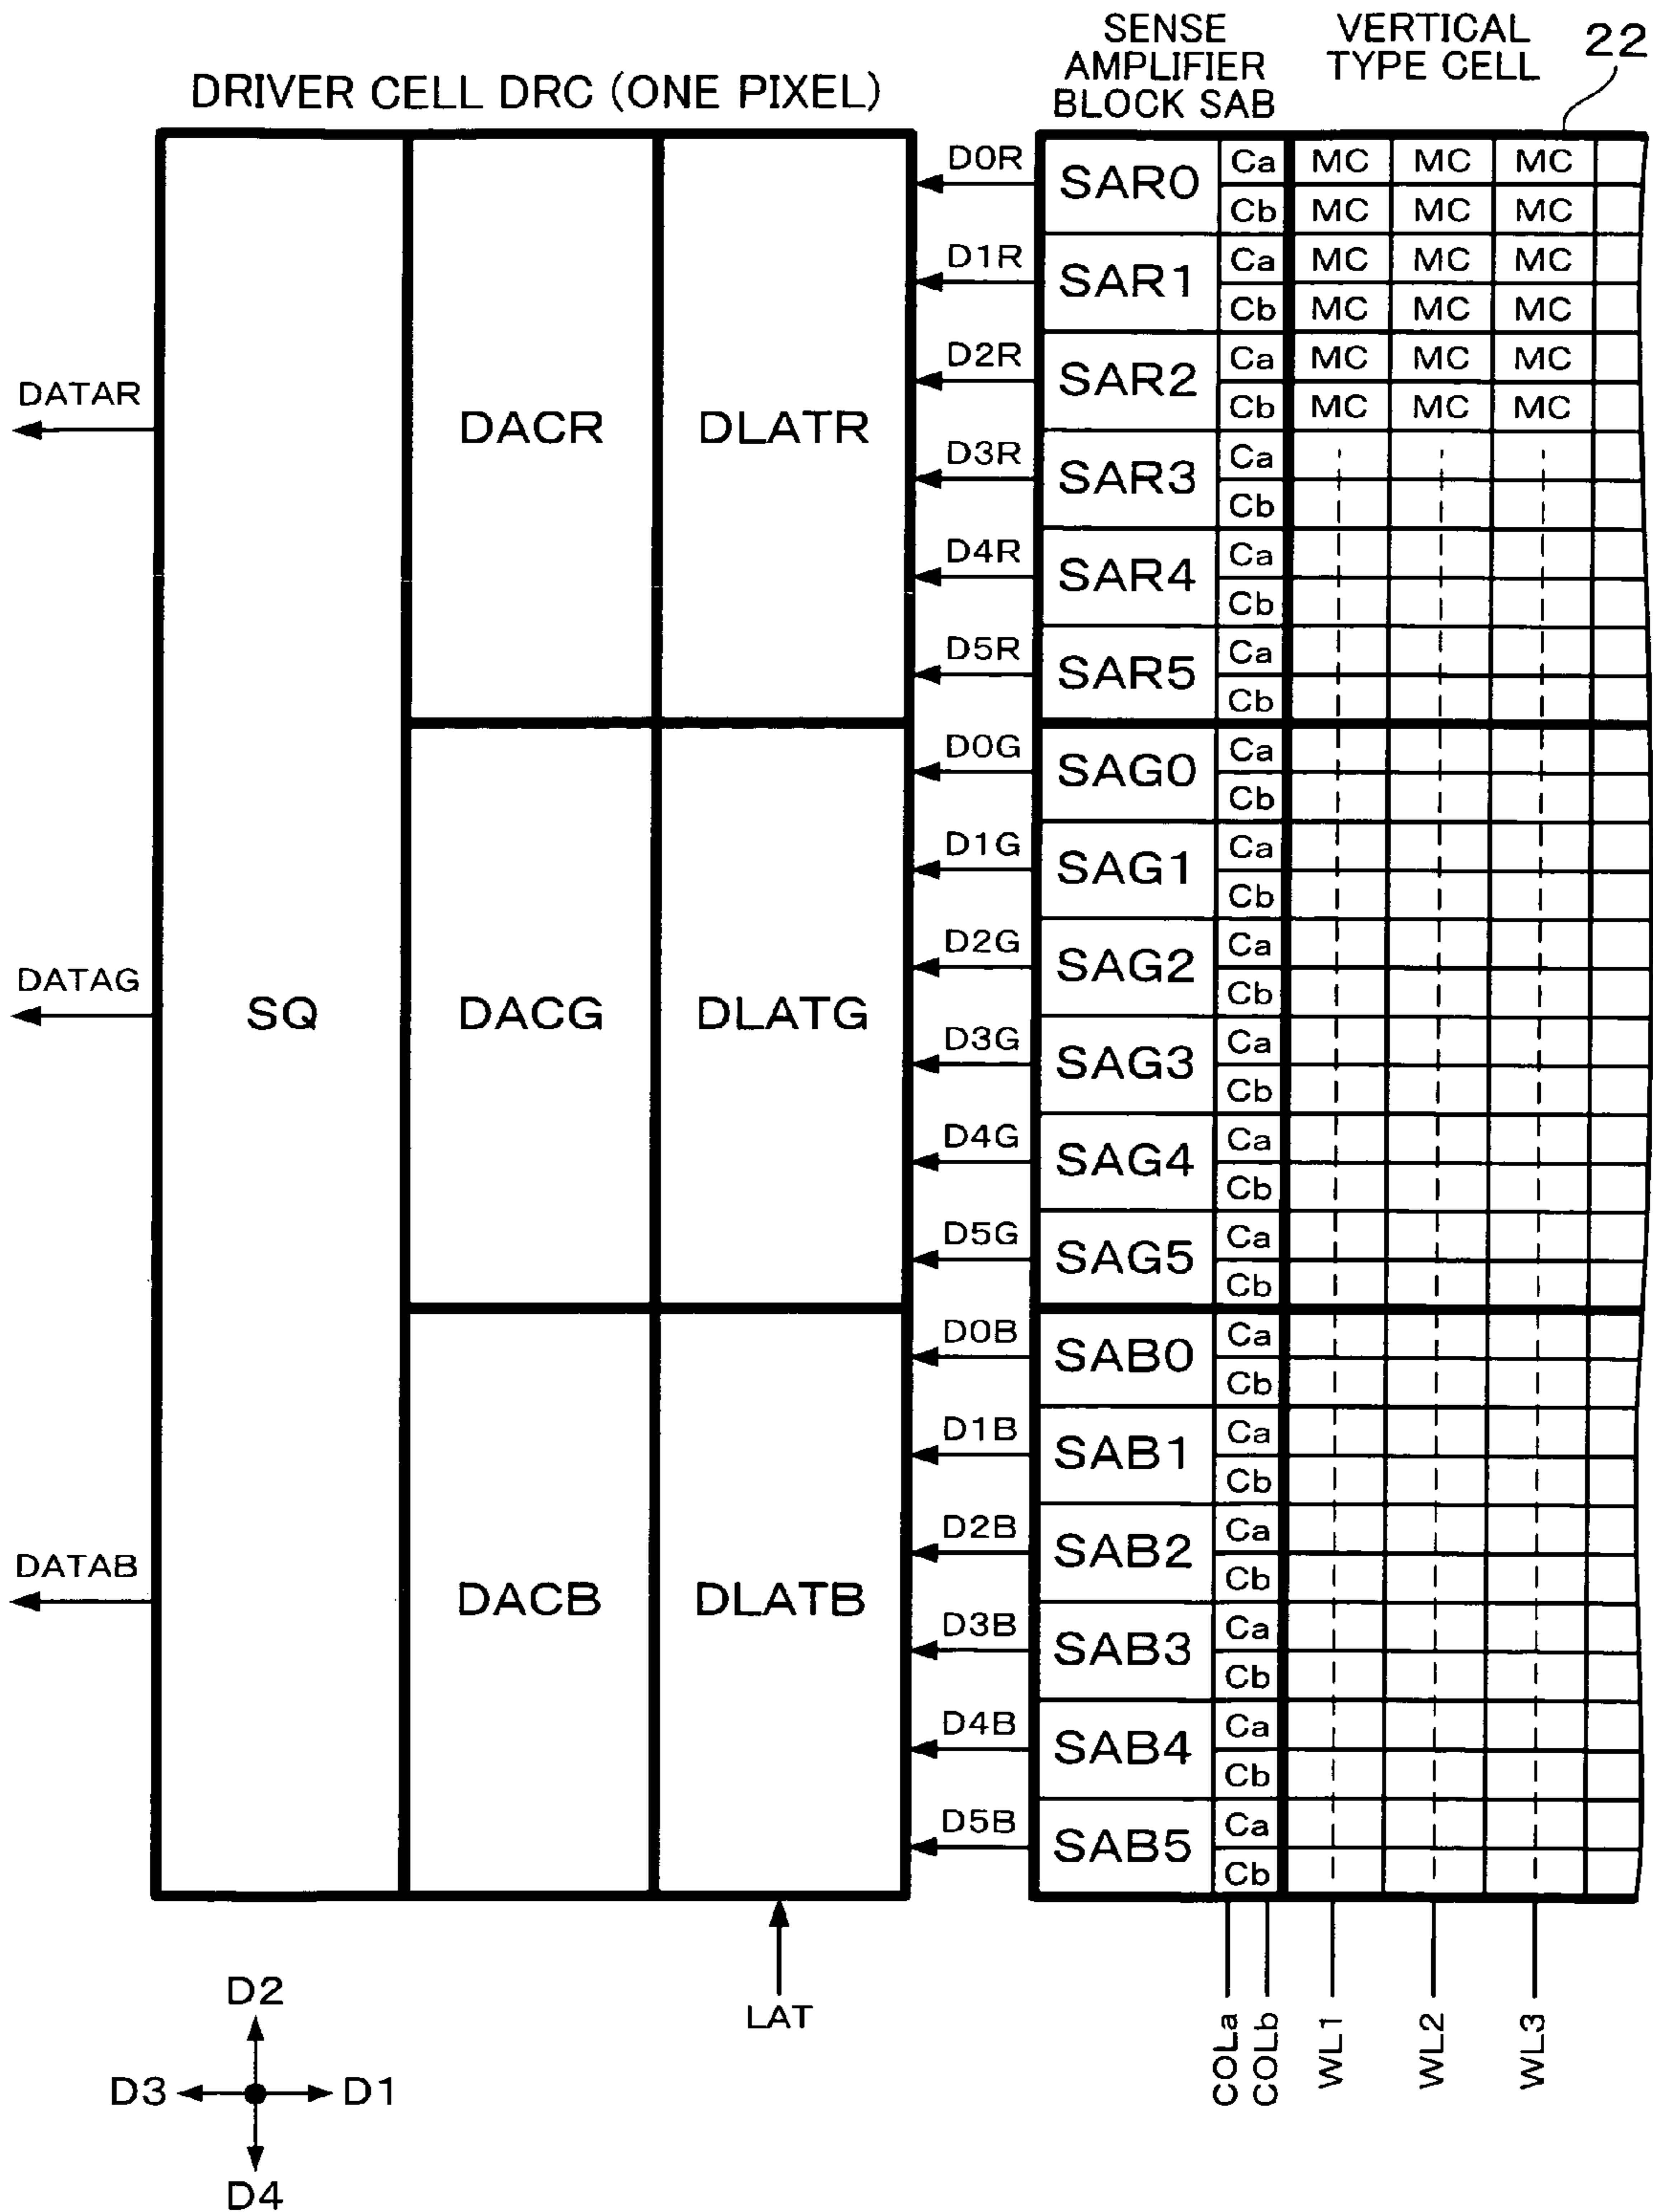 DRIVER CELL DRC (ONE PIXEL)
SENSE AMPLIFIER BLOCK SAB
VERTICAL TYPE CELL
22
D0R SAR0 Ca MC MC MC
Cb MC MC MC
D1R SAR1 Ca MC MC MC
Cb MC MC MC
D2R SAR2 Ca MC MC MC
Cb MC MC MC
DATAR DACR DLATR
D3R SAR3 Ca
Cb
D4R SAR4 Ca
Cb
D5R SAR5 Ca
Cb
D0G SAG0 Ca
Cb
D1G SAG1 Ca
Cb
D2G SAG2 Ca
Cb
DATAG SQ DACG DLATG
D3G SAG3 Ca
Cb
D4G SAG4 Ca
Cb
D5G SAG5 Ca
Cb
D0B SAB0 Ca
Cb
D1B SAB1 Ca
Cb
D2B SAB2 Ca
Cb
DATAB DACB DLATB
D3B SAB3 Ca
Cb
D4B SAB4 Ca
Cb
D5B SAB5 Ca
Cb
LAT
COLa
COLb
WL1
WL2
WL3
D2
D3 D1
D4